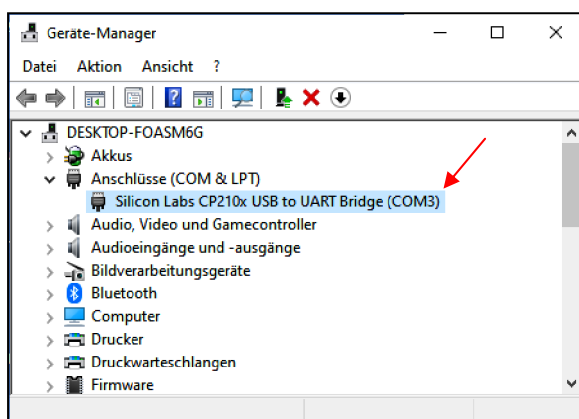 Geräte-Manager
Datei Aktion Ansicht ?
DESKTOP-FOASM6G
Akkus
Anschlüsse (COM & LPT)
Silicon Labs CP210x USB to UART Bridge (COM3)
Audio, Video und Gamecontroller
Audioeingänge und -ausgänge
Bildverarbeitungsgeräte
Bluetooth
Computer
Drucker
Druckwarteschlangen
Firmware